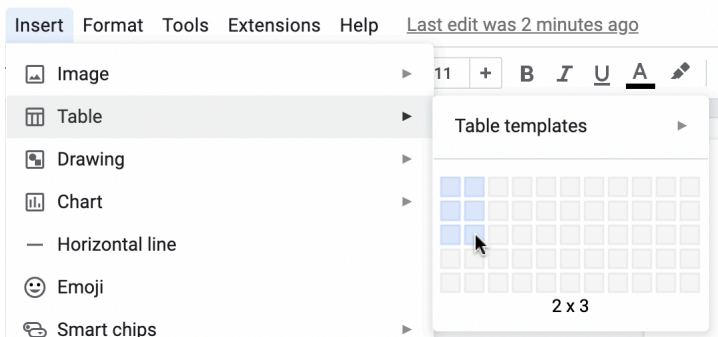 Insert Format Tools Extensions Help Last edit was 2 minutes ago
Image 11 + B I U A
Table
Table templates
Drawing
Chart
Horizontal line
Emoji
2 x 3
Smart chips